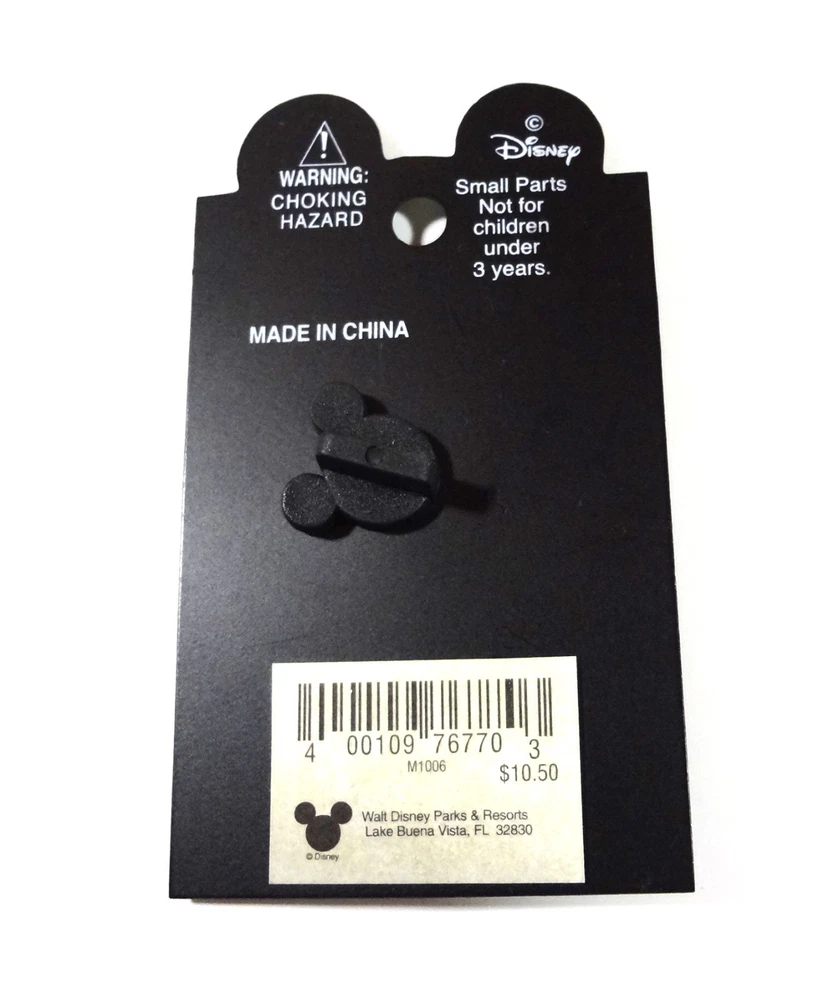 WARNING:
CHOKING
HAZARD
©
Disney
Small Parts
Not for
children
under
3 years.
MADE IN CHINA
4 00109 76770 3
M1006
$10.50
Walt Disney Parks & Resorts
Lake Buena Vista, FL 32830
© Disney